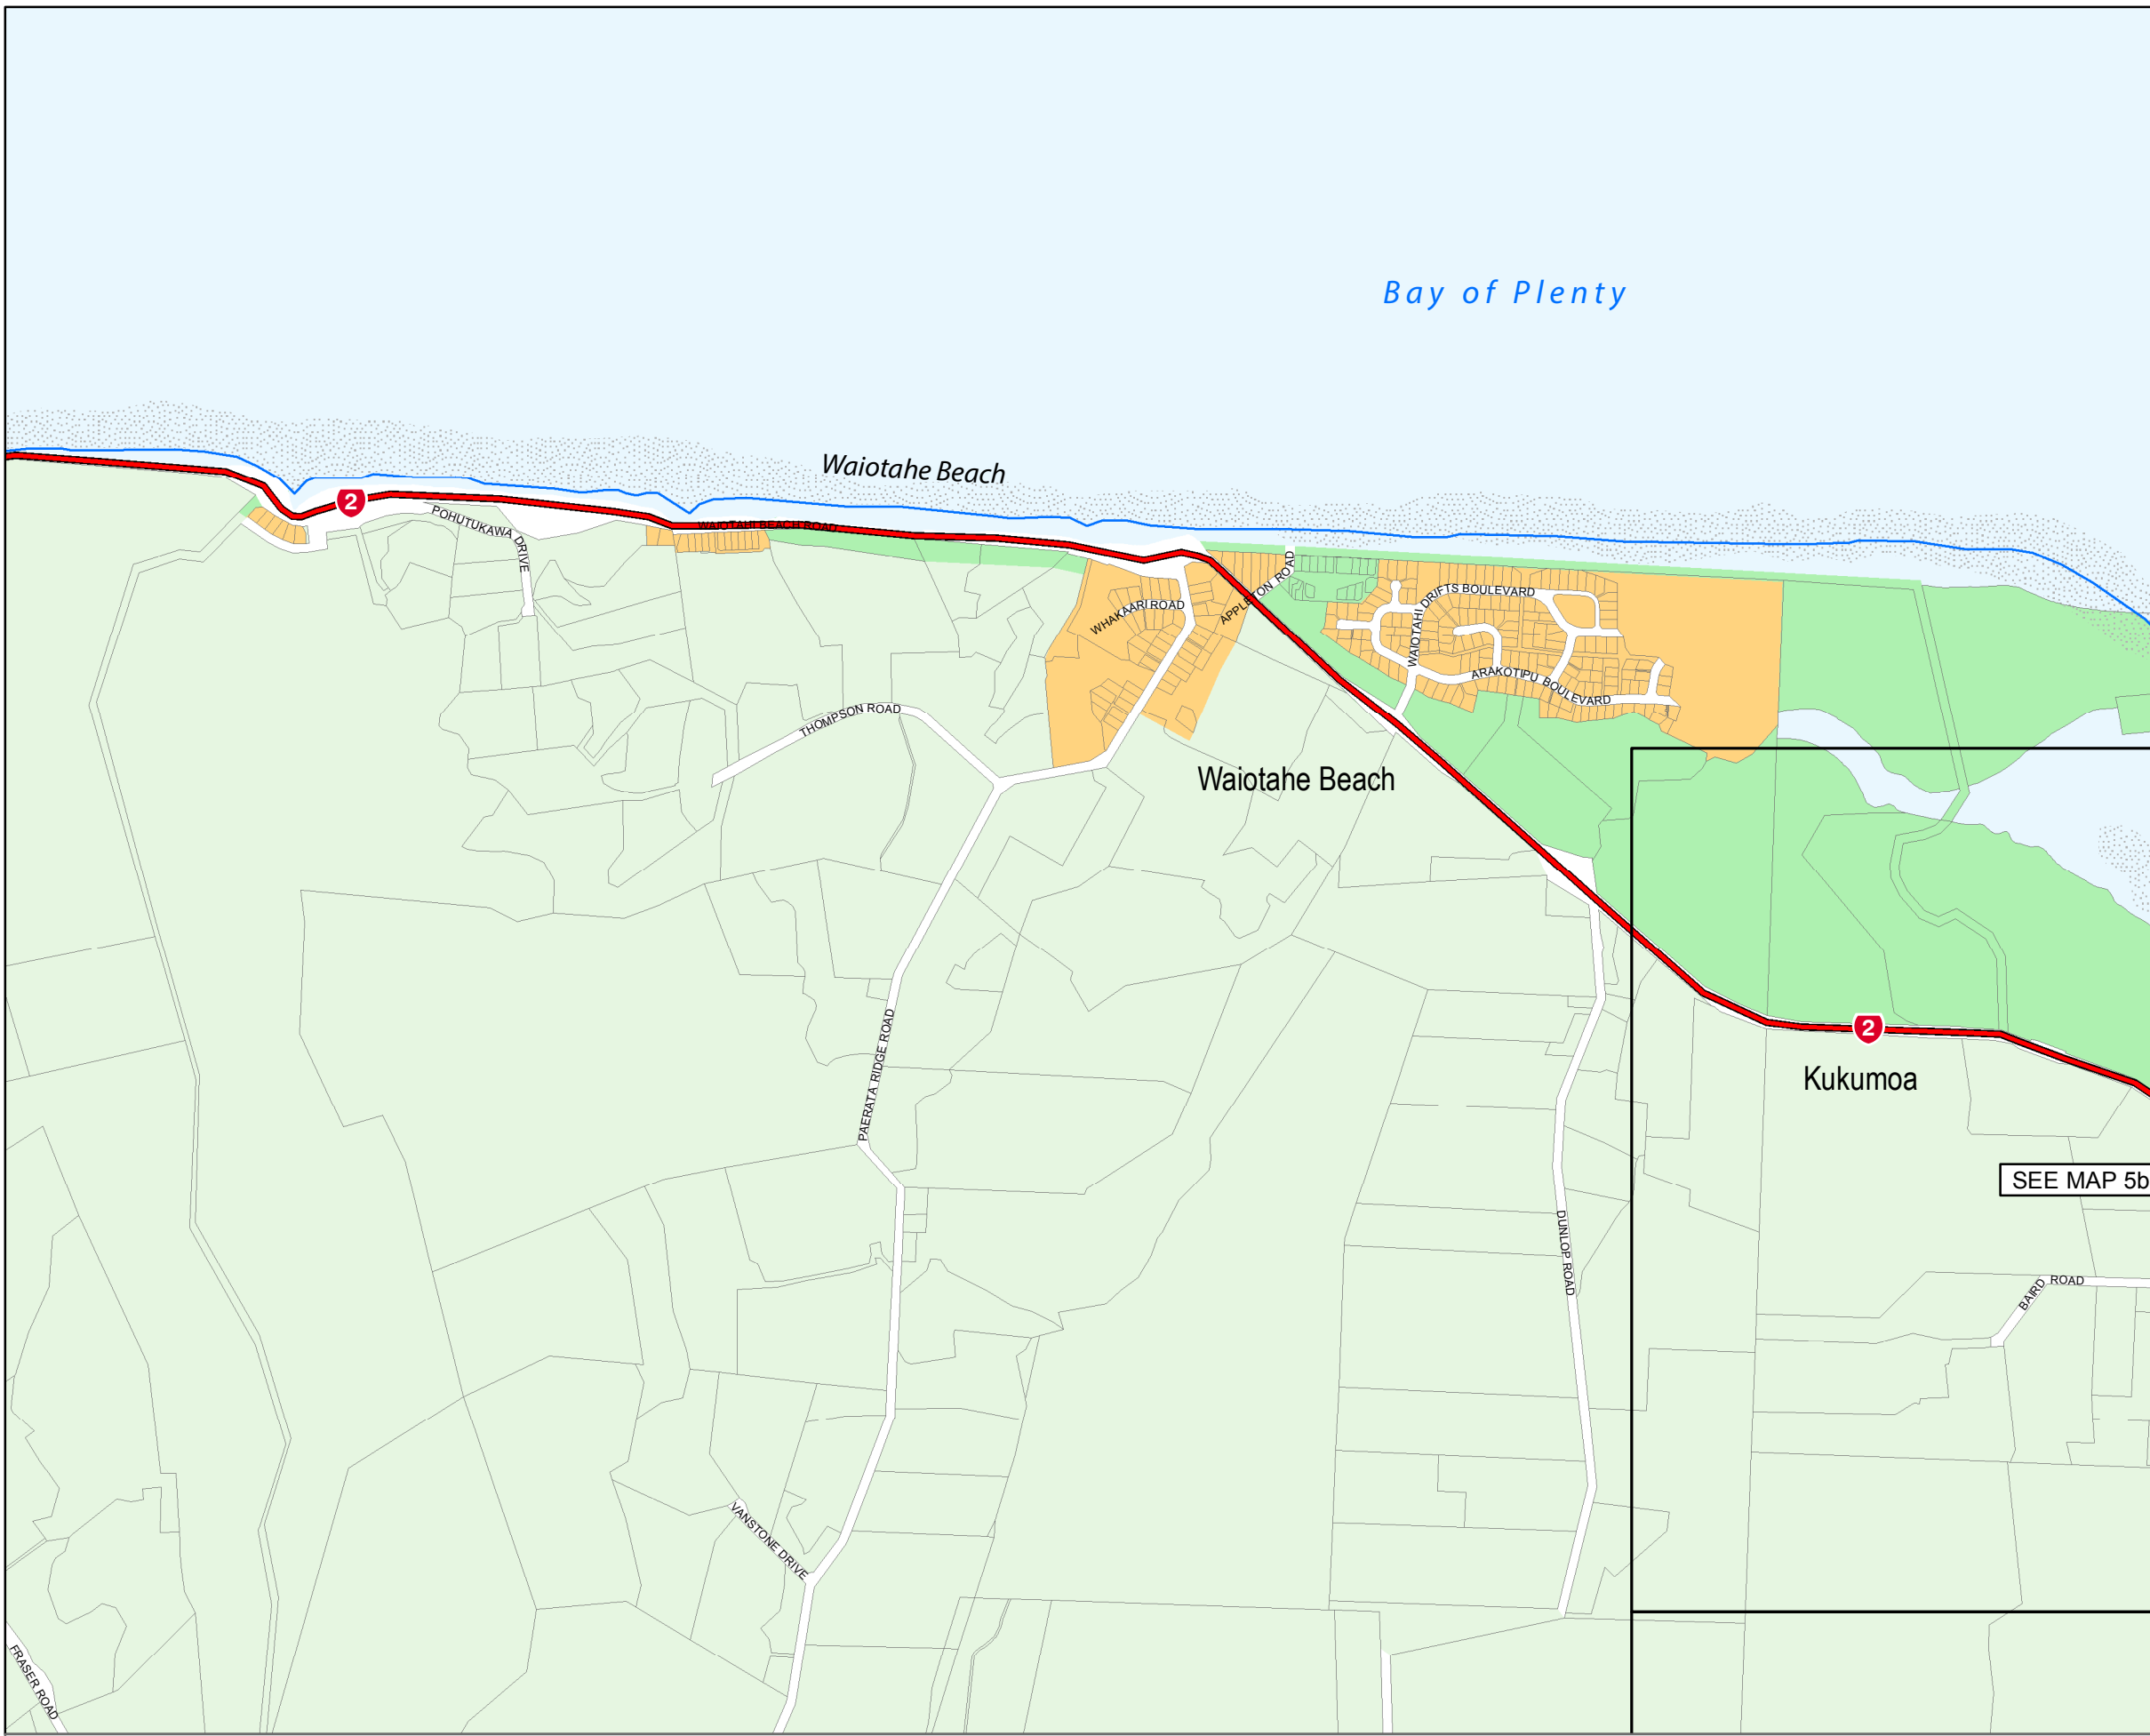 Bay of Plenty
Waiotahe Beach
2
POHUTUKAWA DRIVE
WAIOTAHI BEACH ROAD
APPLETON ROAD
WHAKAARI ROAD
WAIOTAHI DRIFTS BOULEVARD
ARAKOTIPU BOULEVARD
THOMPSON ROAD
Waiotahe Beach
2
Kukumoa
PAERATA RIDGE ROAD
SEE MAP 5b
DUNLOP ROAD
BAIRD ROAD
VANSTONE DRIVE
FRASER ROAD